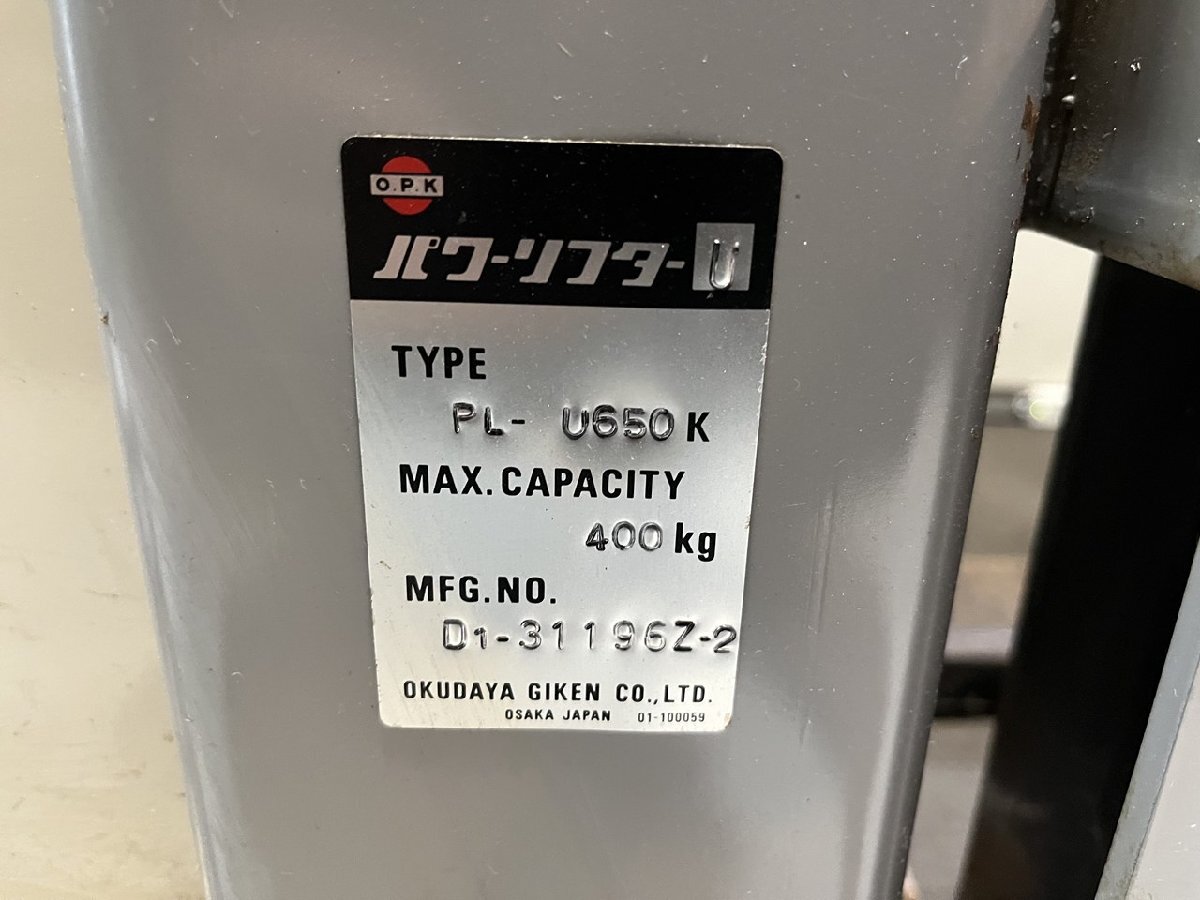 O.P.K
パワーリフター U
TYPE
PL- U650 K
MAX. CAPACITY
400 kg
MFG. NO.
D1-31196Z-2
OKUDAYA GIKEN CO., LTD.
OSAKA JAPAN 01-100059